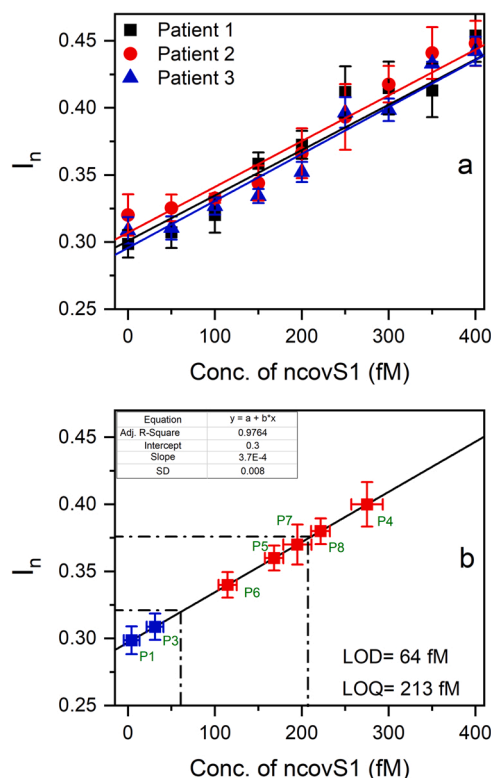 0.45
0.40
0.35
0.30
0.25
I_n
Patient 1
Patient 2
Patient 3
a
0 100 200 300 400
Conc. of ncovS1 (fM)
0.45
0.40
0.35
0.30
0.25
I_n
Equation y = a + b*x
Adj. R-Square 0.9764
Intercept 0.3
Slope 3.7E-4
SD 0.008
P7
P5
P8
P4
P6
P3
P1
b
LOD= 64 fM
LOQ= 213 fM
0 100 200 300 400
Conc. of ncovS1 (fM)